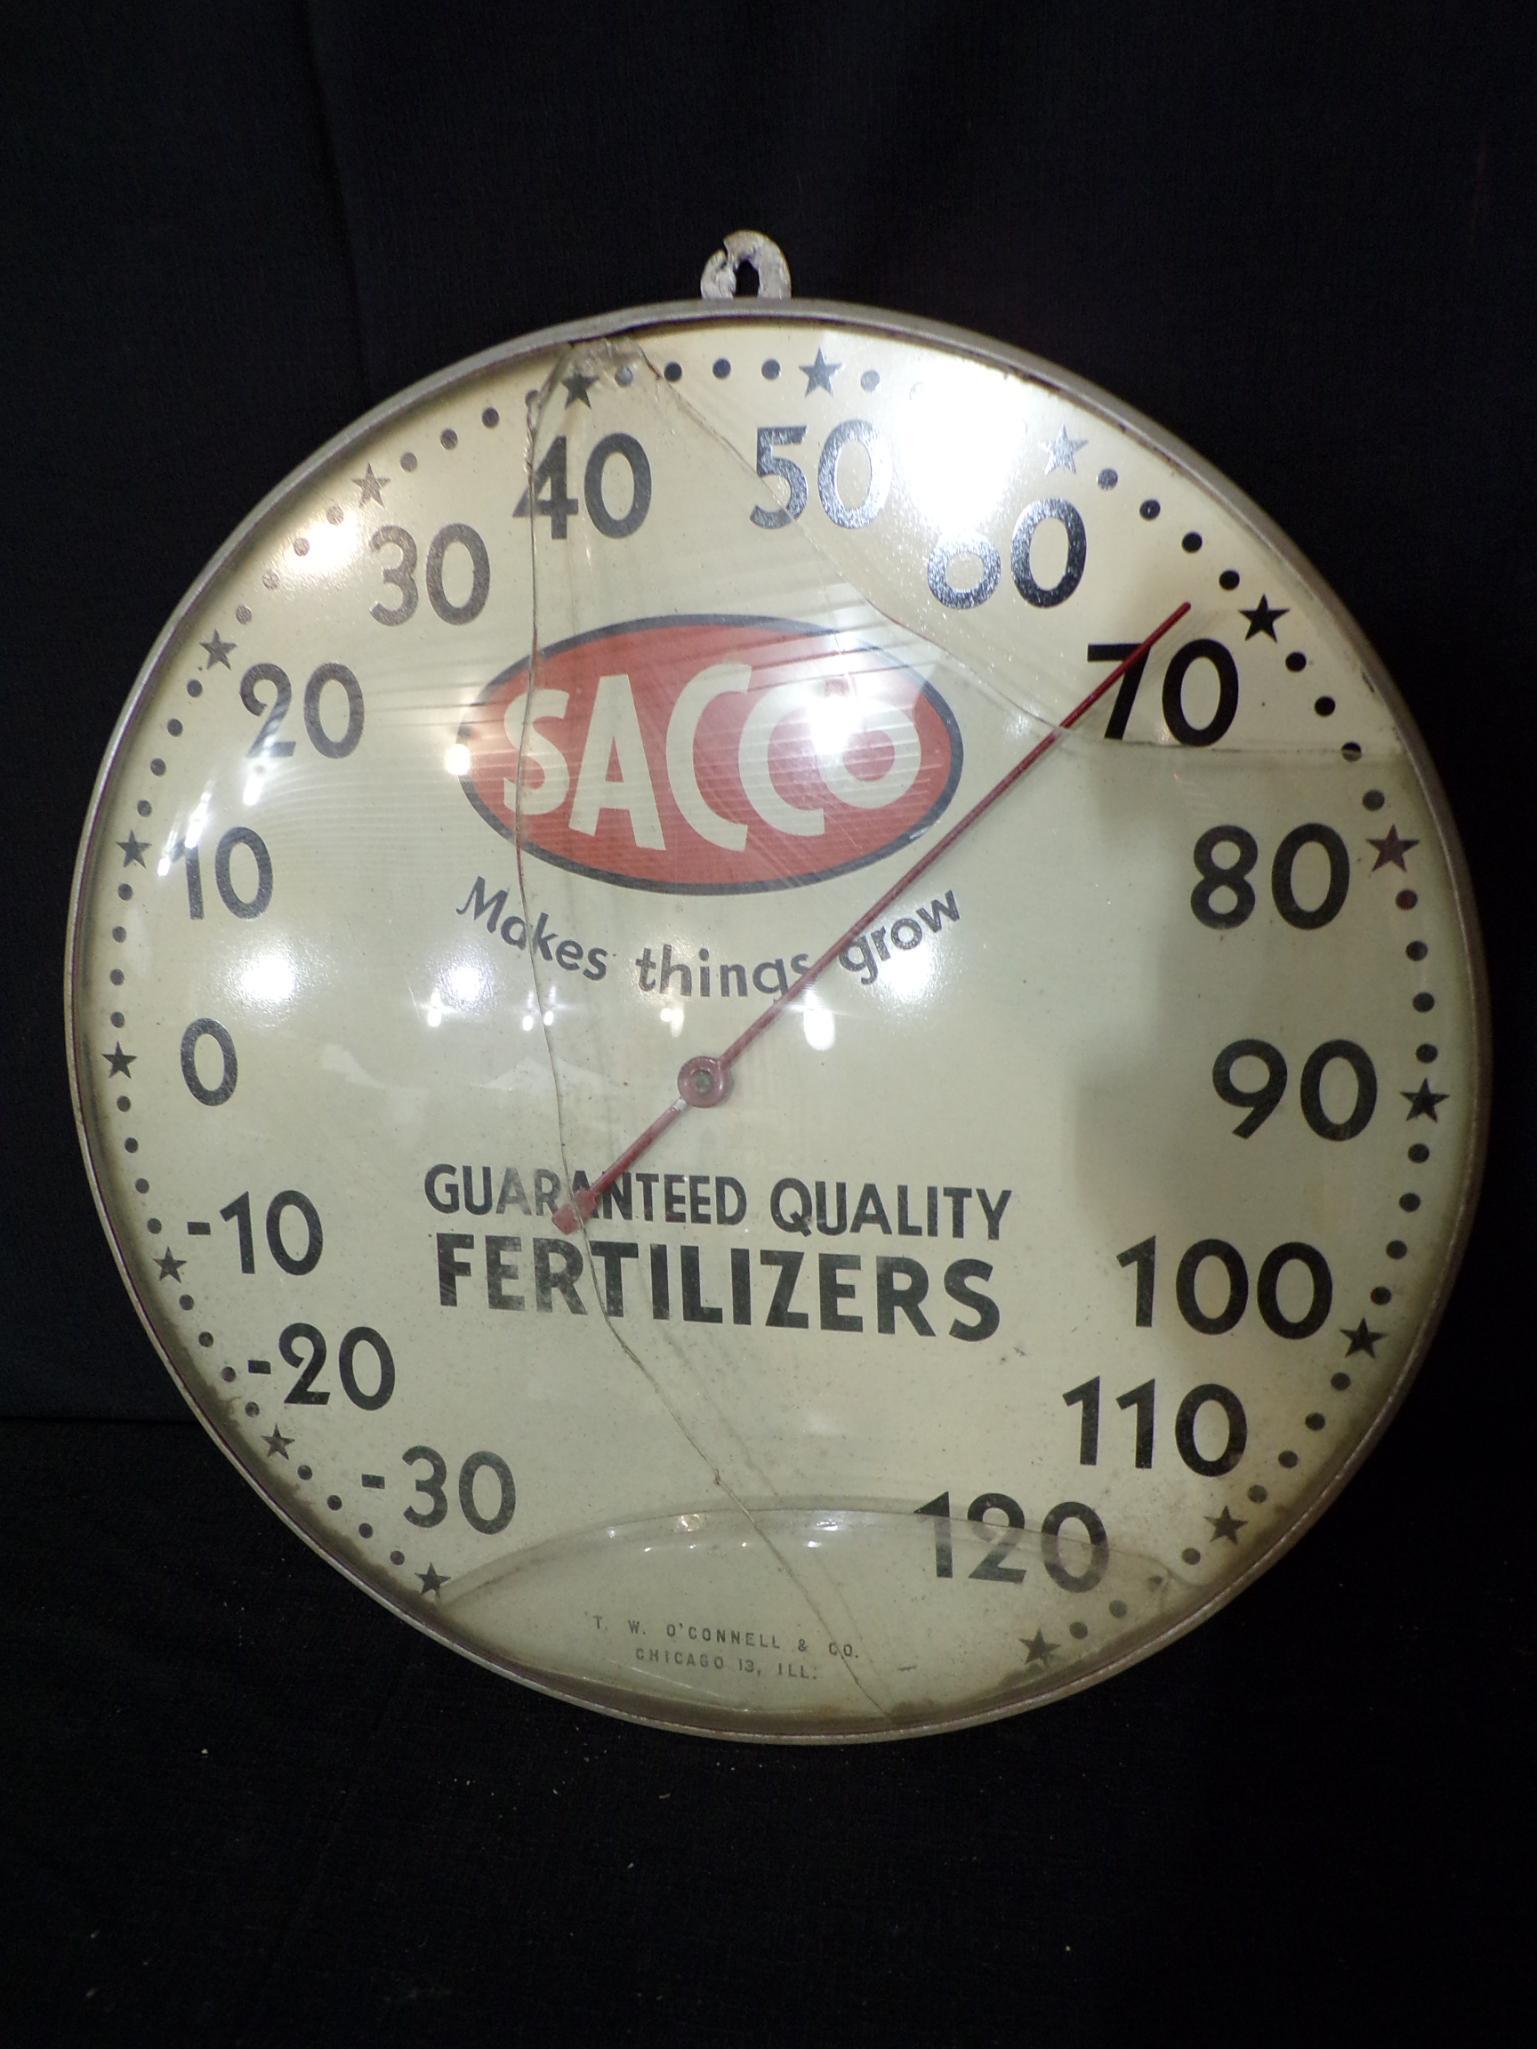 40 50
30 60
20 70
SACCO
10 80
Makes things grow
0 90
GUARANTEED QUALITY
-10 100
FERTILIZERS
-20 110
-30 120
T. W. O'CONNELL & CO.
CHICAGO 13, ILL.